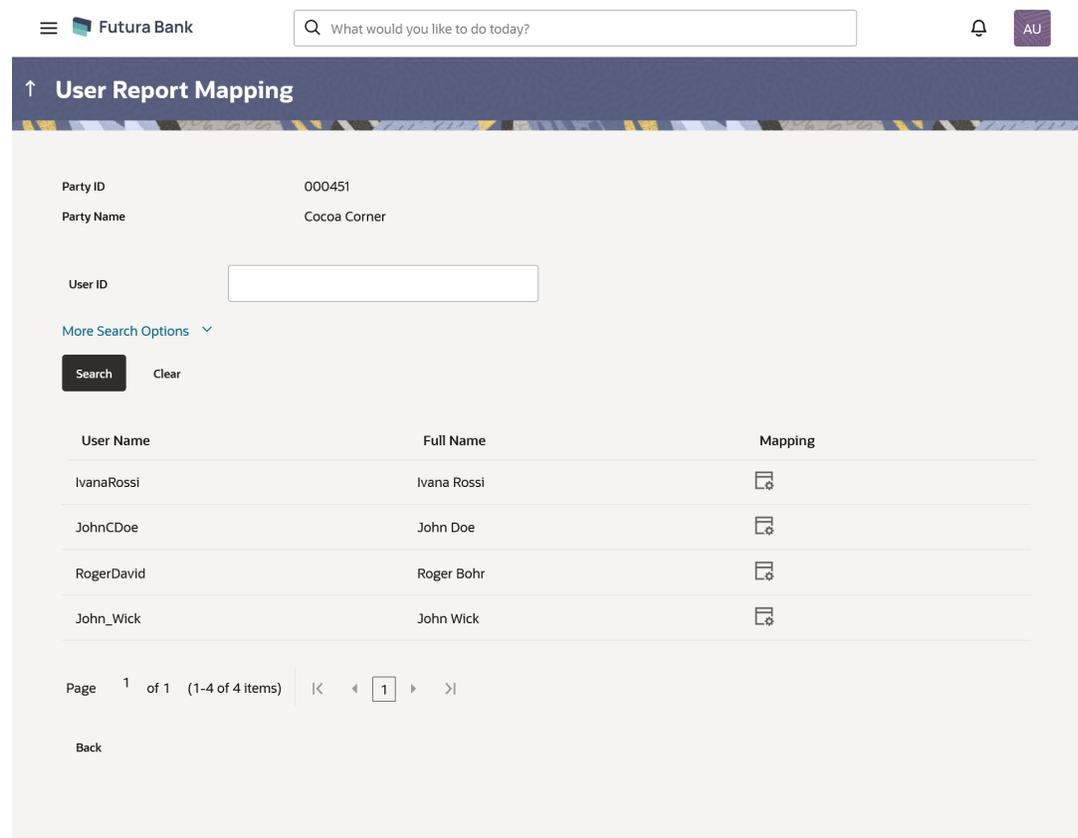 Futura Bank
What would you like to do today?
AU
↑ User Report Mapping
Party ID 000451
Party Name Cocoa Corner
User ID
More Search Options
Search Clear
User Name Full Name Mapping
IvanaRossi Ivana Rossi
JohnCDoe John Doe
RogerDavid Roger Bohr
John_Wick John Wick
Page 1 of 1 (1-4 of 4 items) 1
Back